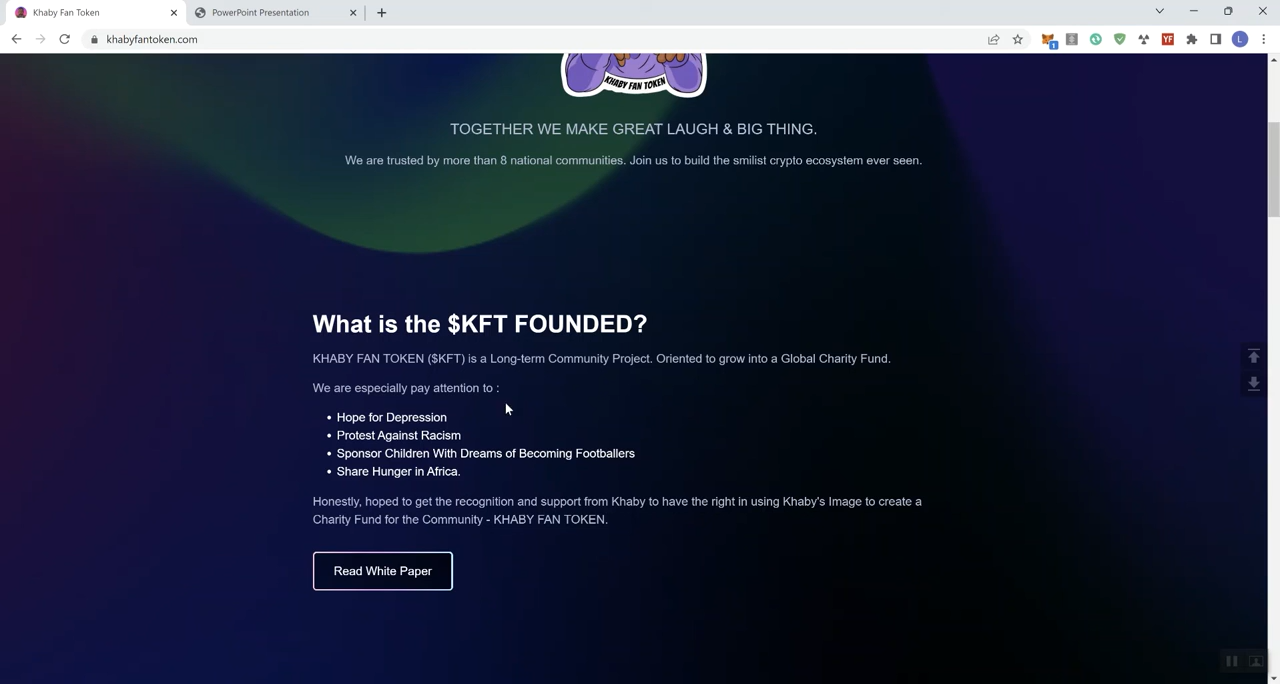 Khaby Fan Token
PowerPoint Presentation
khabyfantoken.com
1
YF
L
KHABY FAN TOKEN
TOGETHER WE MAKE GREAT LAUGH & BIG THING.
We are trusted by more than 8 national communities. Join us to build the smilist crypto ecosystem ever seen.
What is the $KFT FOUNDED?
KHABY FAN TOKEN ($KFT) is a Long-term Community Project. Oriented to grow into a Global Charity Fund.
We are especially pay attention to :
• Hope for Depression
• Protest Against Racism
• Sponsor Children With Dreams of Becoming Footballers
• Share Hunger in Africa.
Honestly, hoped to get the recognition and support from Khaby to have the right in using Khaby's Image to create a
Charity Fund for the Community - KHABY FAN TOKEN.
Read White Paper